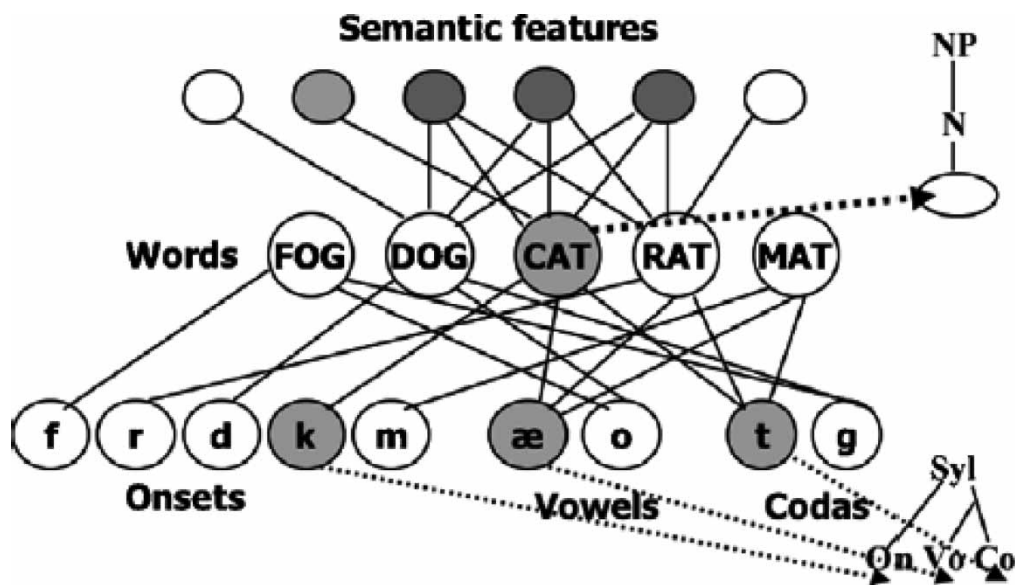 Semantic features
NP
N
Words
FOG DOG CAT RAT MAT
f r d k m æ o t g
Onsets Vowels Codas
Syl
On Vo Co